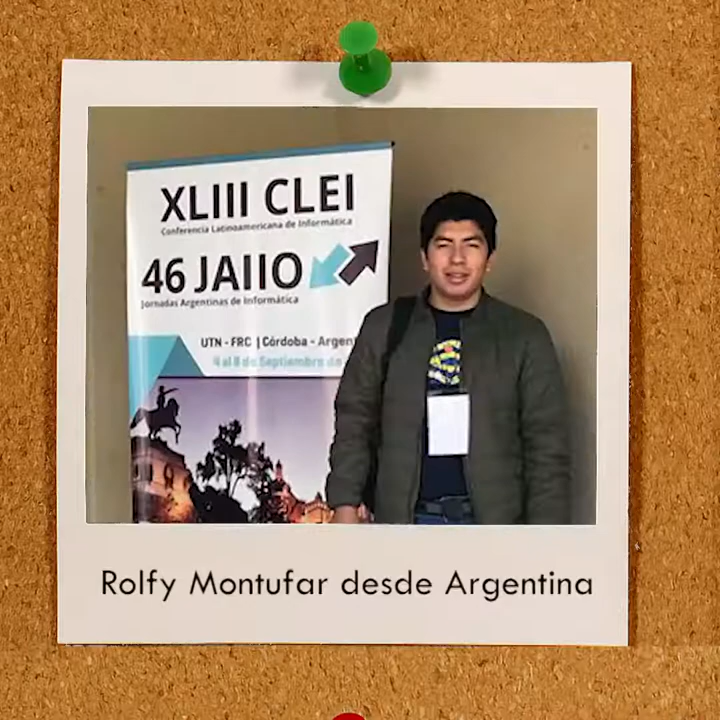 XLIII CLEI
Conferencia Latinoamericana de Informática
46 JAIIO
Jornadas Argentinas de Informática
UTN - FRC | Córdoba - Argen
4 al 8 de Septiembre de
Rolfy Montufar desde Argentina